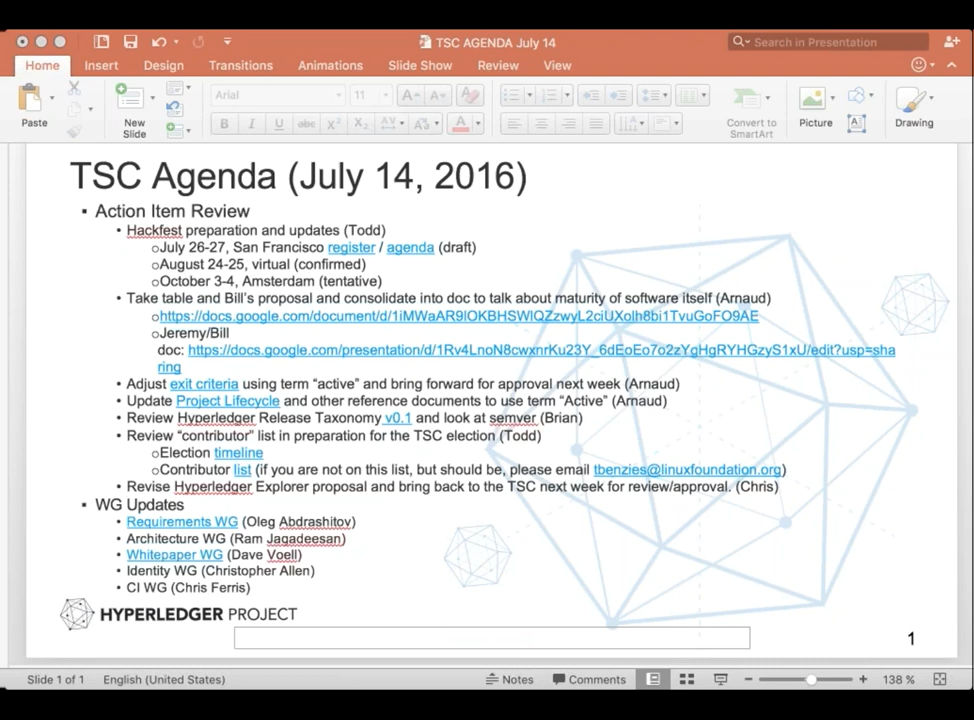 TSC AGENDA July 14
Search in Presentation
Home Insert Design Transitions Animations Slide Show Review View
Arial 11
Paste New Slide Convert to SmartArt Picture Drawing
TSC Agenda (July 14, 2016)
▪ Action Item Review
• Hackfest preparation and updates (Todd)
oJuly 26-27, San Francisco register / agenda (draft)
oAugust 24-25, virtual (confirmed)
oOctober 3-4, Amsterdam (tentative)
• Take table and Bill's proposal and consolidate into doc to talk about maturity of software itself (Arnaud)
ohttps://docs.google.com/document/d/1iMWaAR9lOKBHSWlQZzwyL2ciUXolh8bi1TvuGoFO9AE
oJeremy/Bill
doc: https://docs.google.com/presentation/d/1Rv4LnoN8cwxnrKu23Y_6dEoEo7o2zYgHgRYHGzyS1xU/edit?usp=sha
ring
• Adjust exit criteria using term “active” and bring forward for approval next week (Arnaud)
• Update Project Lifecycle and other reference documents to use term “Active” (Arnaud)
• Review Hyperledger Release Taxonomy v0.1 and look at semver (Brian)
• Review “contributor” list in preparation for the TSC election (Todd)
oElection timeline
oContributor list (if you are not on this list, but should be, please email tbenzies@linuxfoundation.org)
• Revise Hyperledger Explorer proposal and bring back to the TSC next week for review/approval. (Chris)
▪ WG Updates
• Requirements WG (Oleg Abdrashitov)
• Architecture WG (Ram Jagadeesan)
• Whitepaper WG (Dave Voell)
• Identity WG (Christopher Allen)
• CI WG (Chris Ferris)
HYPERLEDGER PROJECT
1
Slide 1 of 1 English (United States) Notes Comments 138 %